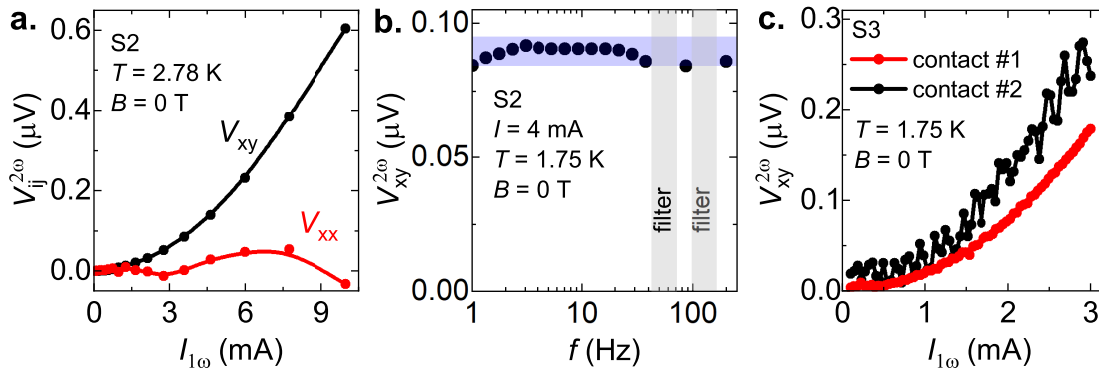 a.
S2
T = 2.78 K
B = 0 T
V_xy
V_xx
0.6
0.4
0.2
0.0
V_ij^2ω (μV)
0 3 6 9
I_1ω (mA)
b.
0.10
0.05
0.00
V_xy^2ω (μV)
S2
I = 4 mA
T = 1.75 K
B = 0 T
filter
filter
1 10 100
f (Hz)
c.
S3
contact #1
contact #2
T = 1.75 K
B = 0 T
0.3
0.2
0.1
0.0
V_xy^2ω (μV)
0 1 2 3
I_1ω (mA)